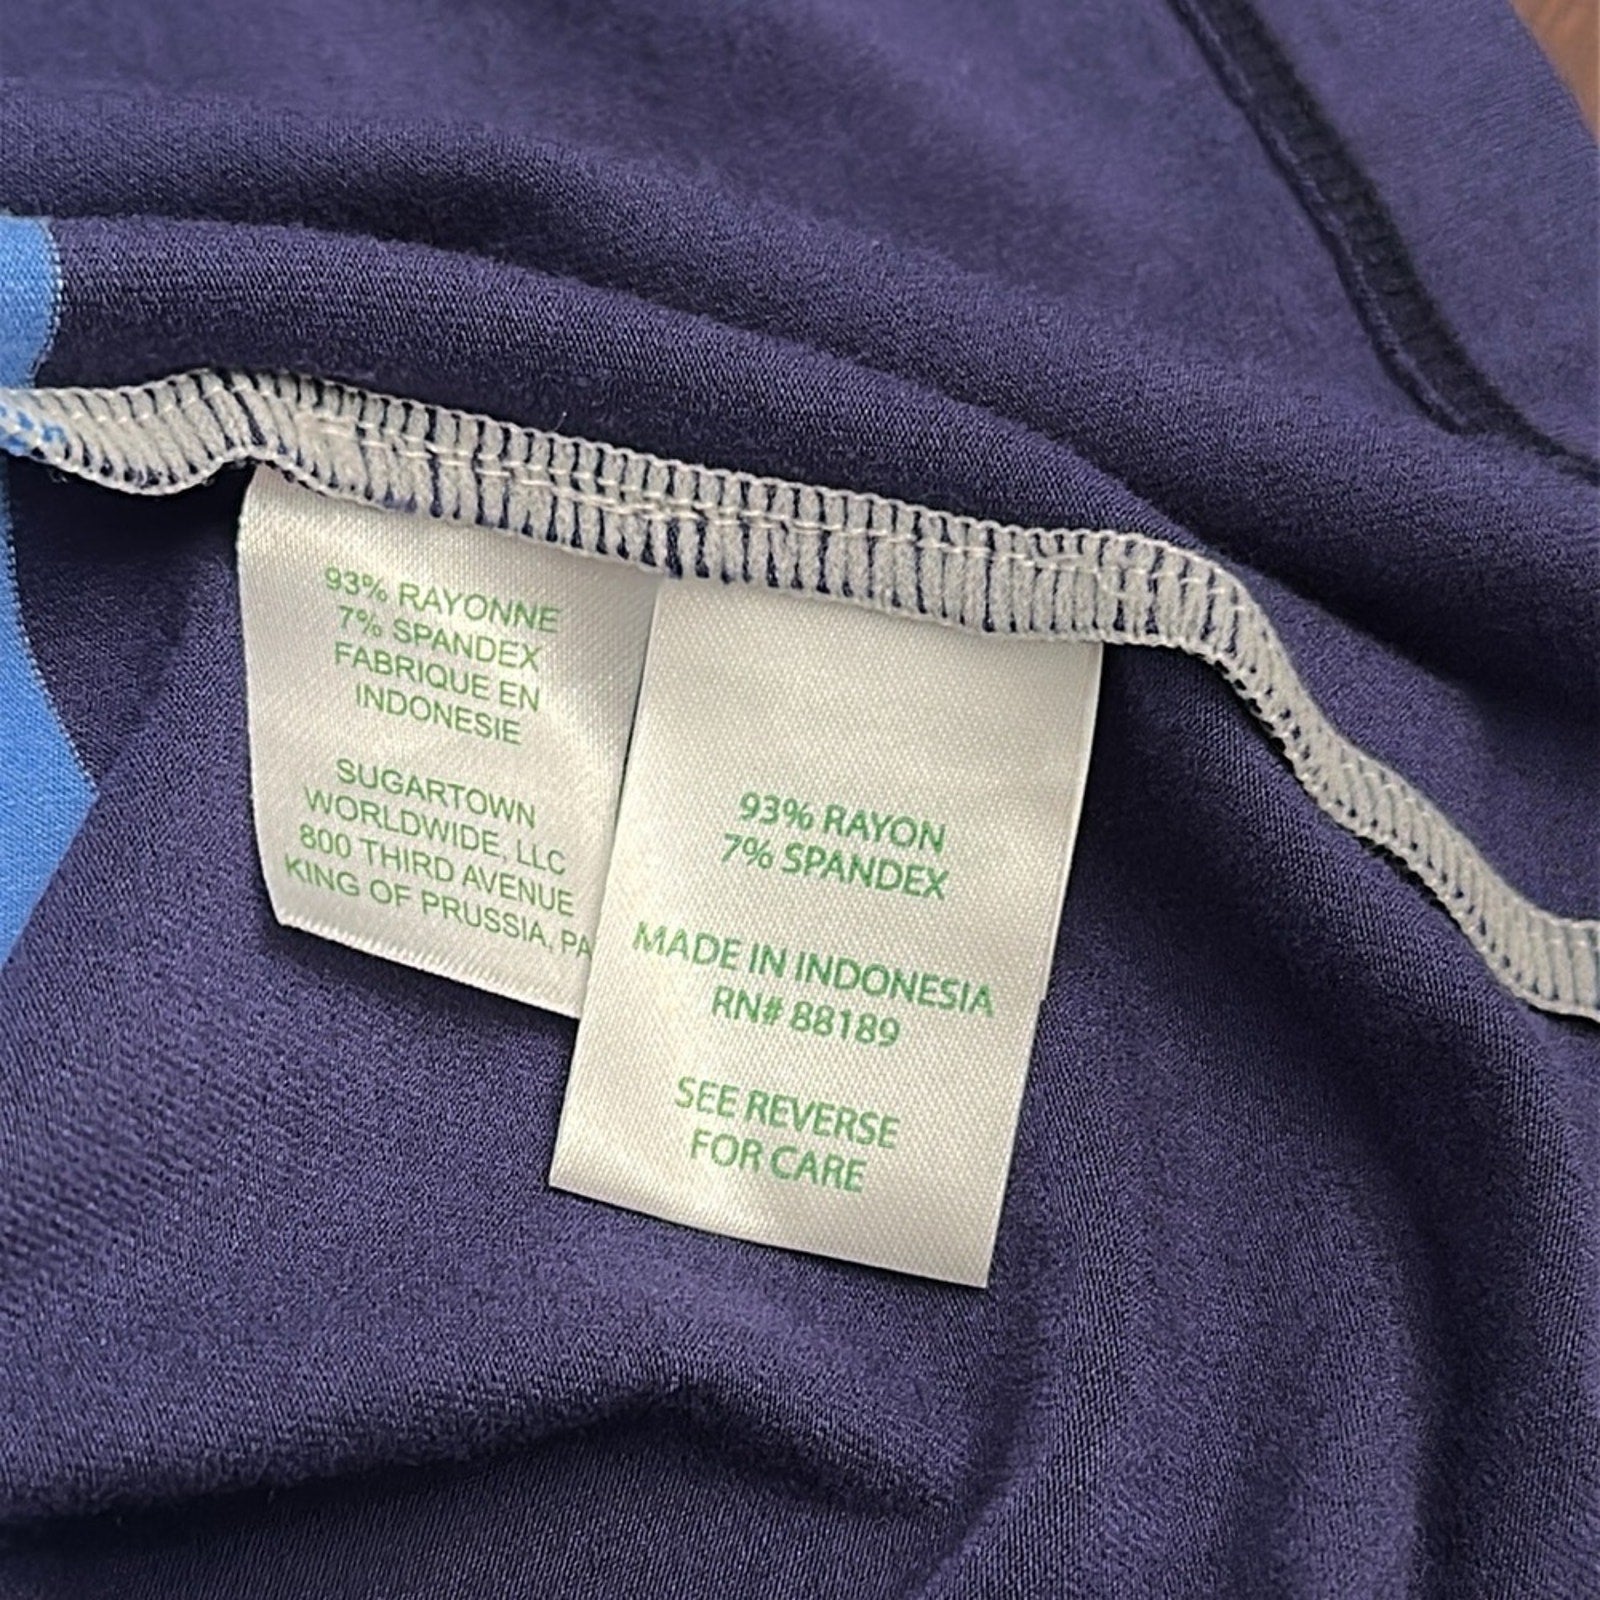 93% RAYONNE
7% SPANDEX
FABRIQUE EN
INDONESIE
SUGARTOWN
WORLDWIDE, LLC
800 THIRD AVENUE
KING OF PRUSSIA, PA
93% RAYON
7% SPANDEX
MADE IN INDONESIA
RN# 88189
SEE REVERSE
FOR CARE